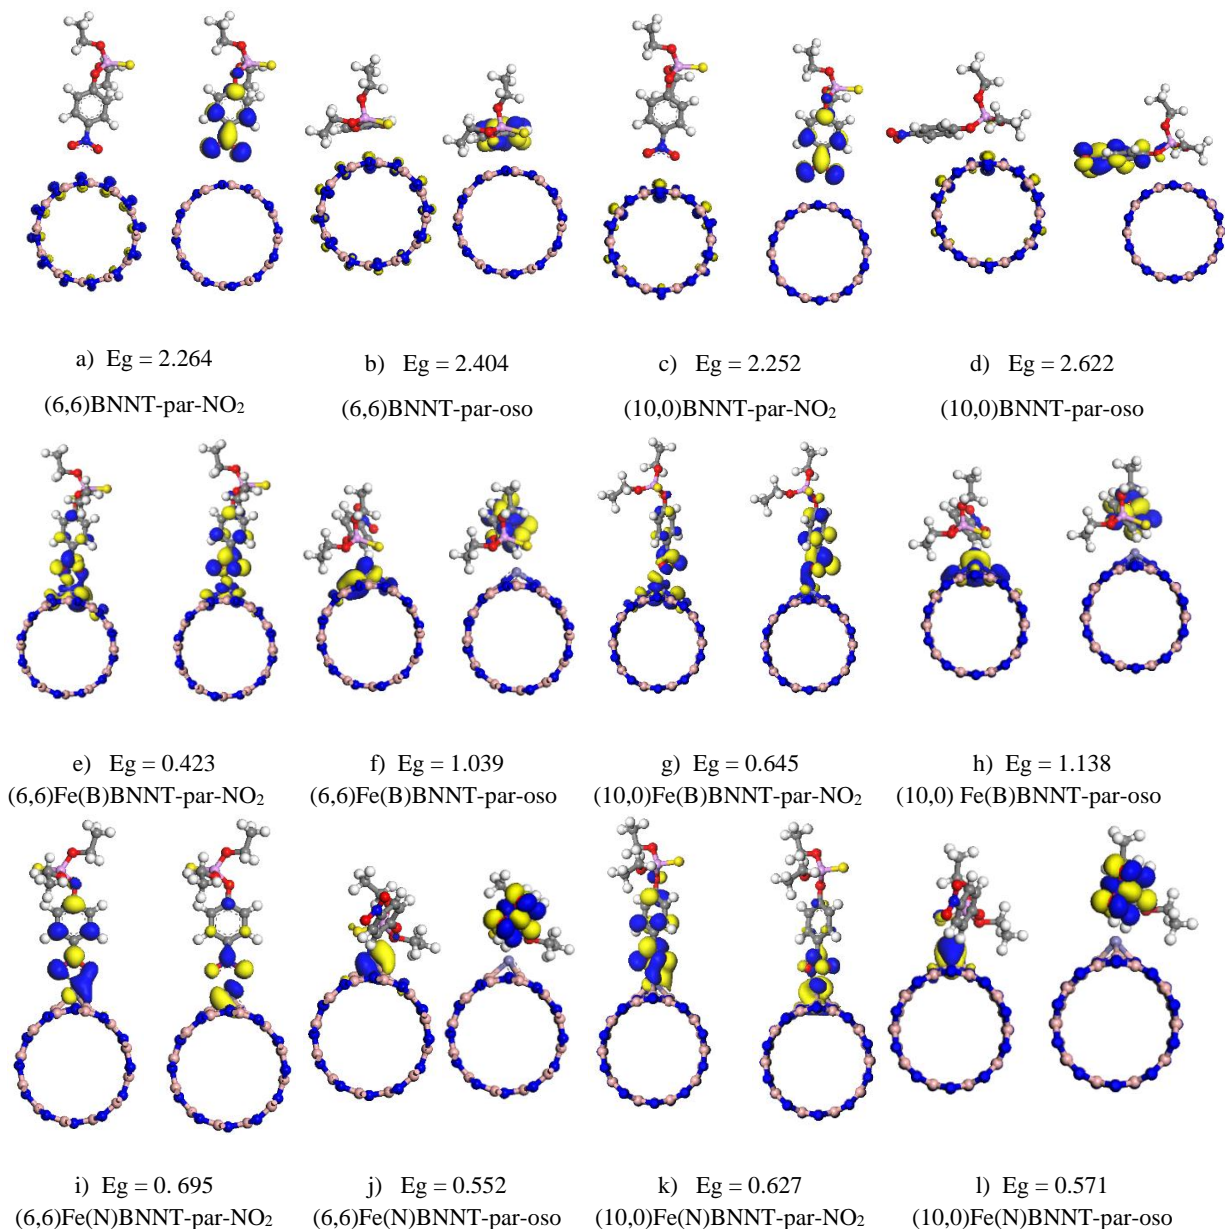 a) Eg = 2.264
b) Eg = 2.404
c) Eg = 2.252
d) Eg = 2.622
(6,6)BNNT-par-NO₂
(6,6)BNNT-par-oso
(10,0)BNNT-par-NO₂
(10,0)BNNT-par-oso
e) Eg = 0.423
f) Eg = 1.039
g) Eg = 0.645
h) Eg = 1.138
(6,6)Fe(B)BNNT-par-NO₂
(6,6)Fe(B)BNNT-par-oso
(10,0)Fe(B)BNNT-par-NO₂
(10,0) Fe(B)BNNT-par-oso
i) Eg = 0. 695
j) Eg = 0.552
k) Eg = 0.627
l) Eg = 0.571
(6,6)Fe(N)BNNT-par-NO₂
(6,6)Fe(N)BNNT-par-oso
(10,0)Fe(N)BNNT-par-NO₂
(10,0)Fe(N)BNNT-par-oso